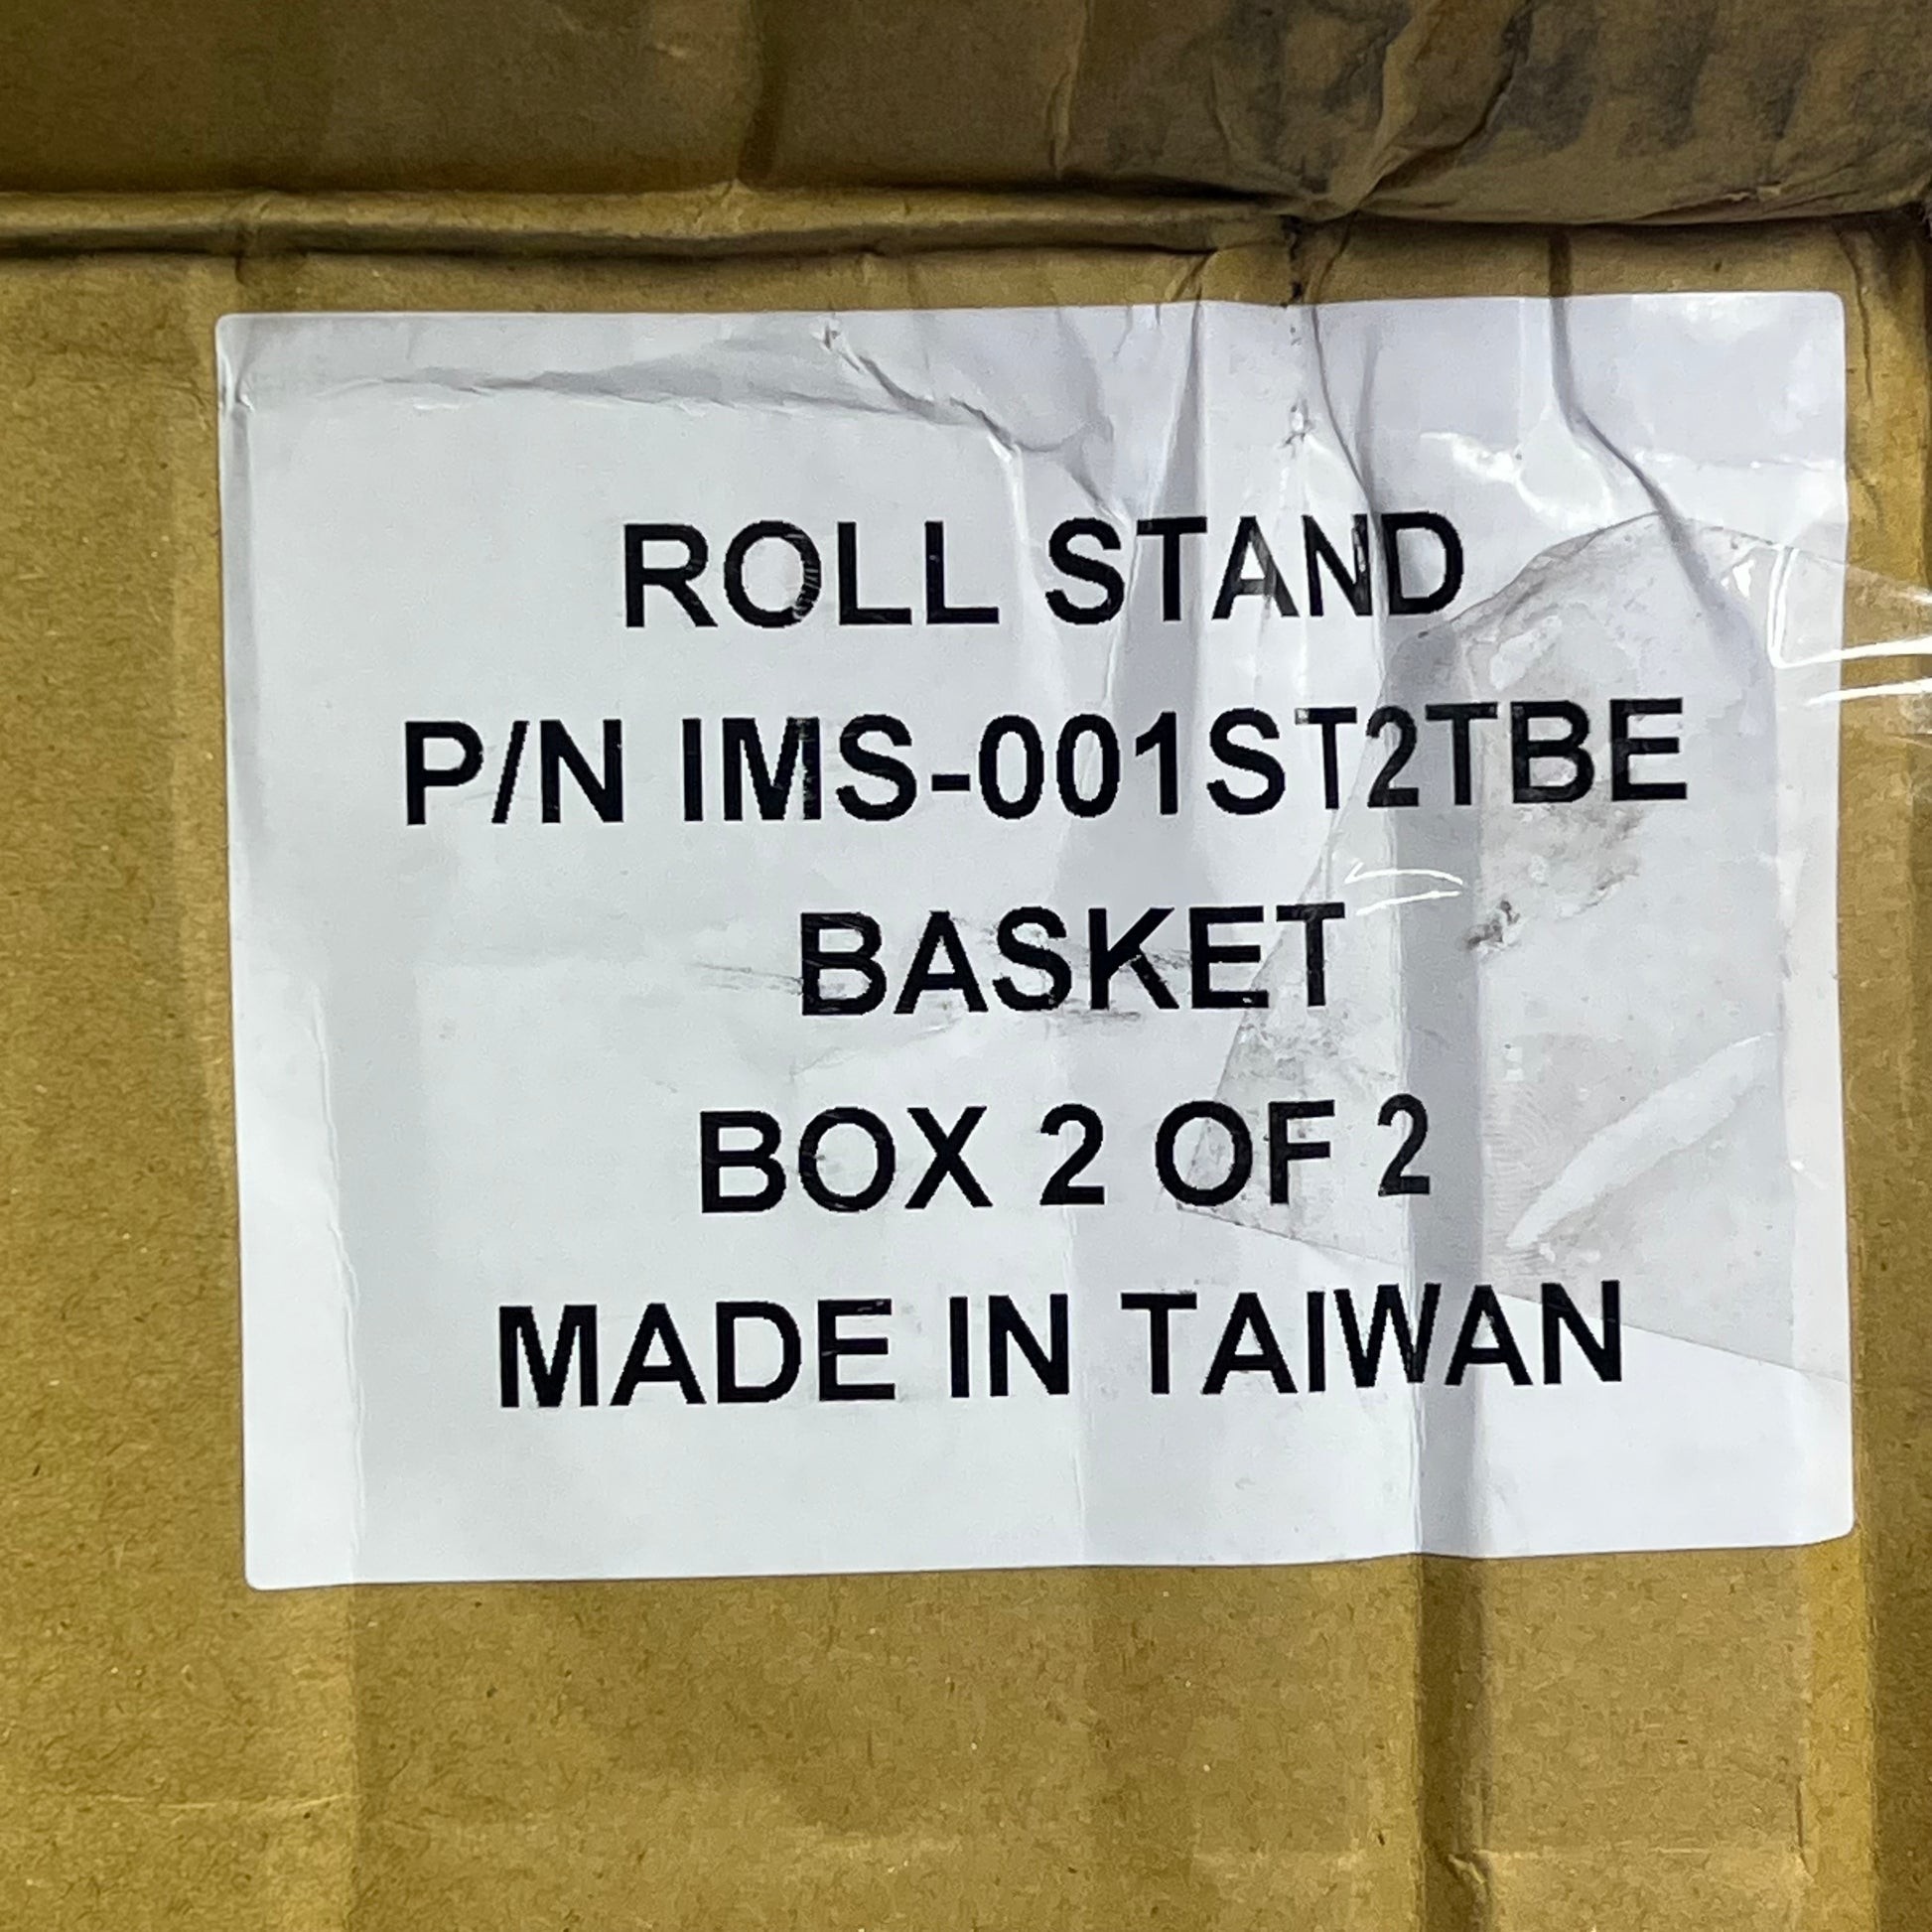 ROLL STAND
P/N IMS-001ST2TBE
BASKET
BOX 2 OF 2
MADE IN TAIWAN